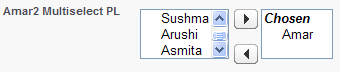 Amar2 Multiselect PL
Sushma
Arushi
Asmita
Chosen
Amar